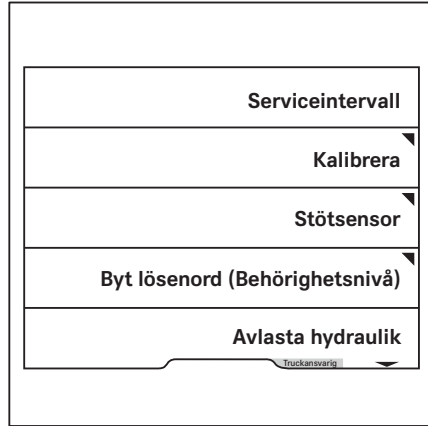 Serviceintervall
Kalibrera
Stötsensor
Byt lösenord (Behörighetsnivå)
Avlasta hydraulik
Truckansvarig